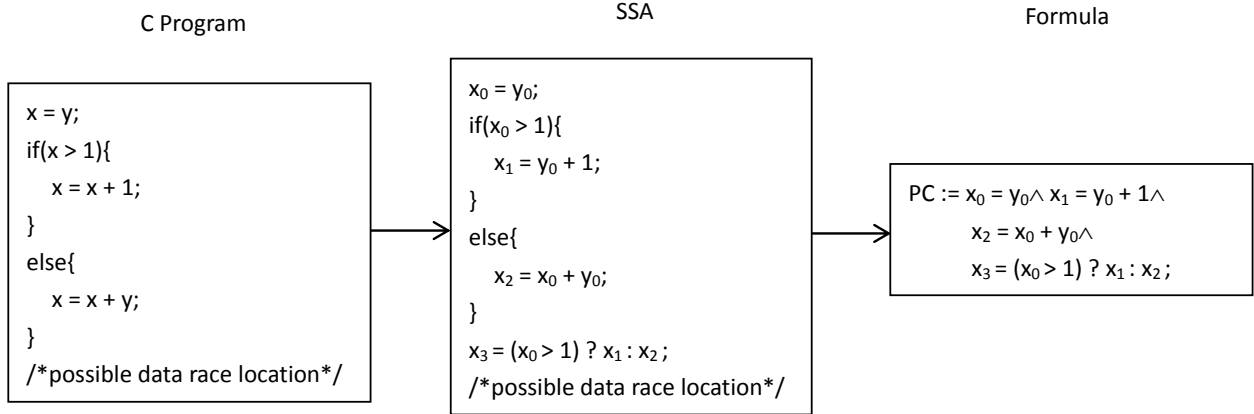 C Program
x = y;
if(x > 1){
x = x + 1;
}
else{
x = x + y;
}
/*possible data race location*/
SSA
x₀ = y₀;
if(x₀ > 1){
x₁ = y₀ + 1;
}
else{
x₂ = x₀ + y₀;
}
x₃ = (x₀ > 1) ? x₁ : x₂ ;
/*possible data race location*/
Formula
PC := x₀ = y₀∧ x₁ = y₀ + 1∧
x₂ = x₀ + y₀∧
x₃ = (x₀ > 1) ? x₁ : x₂ ;